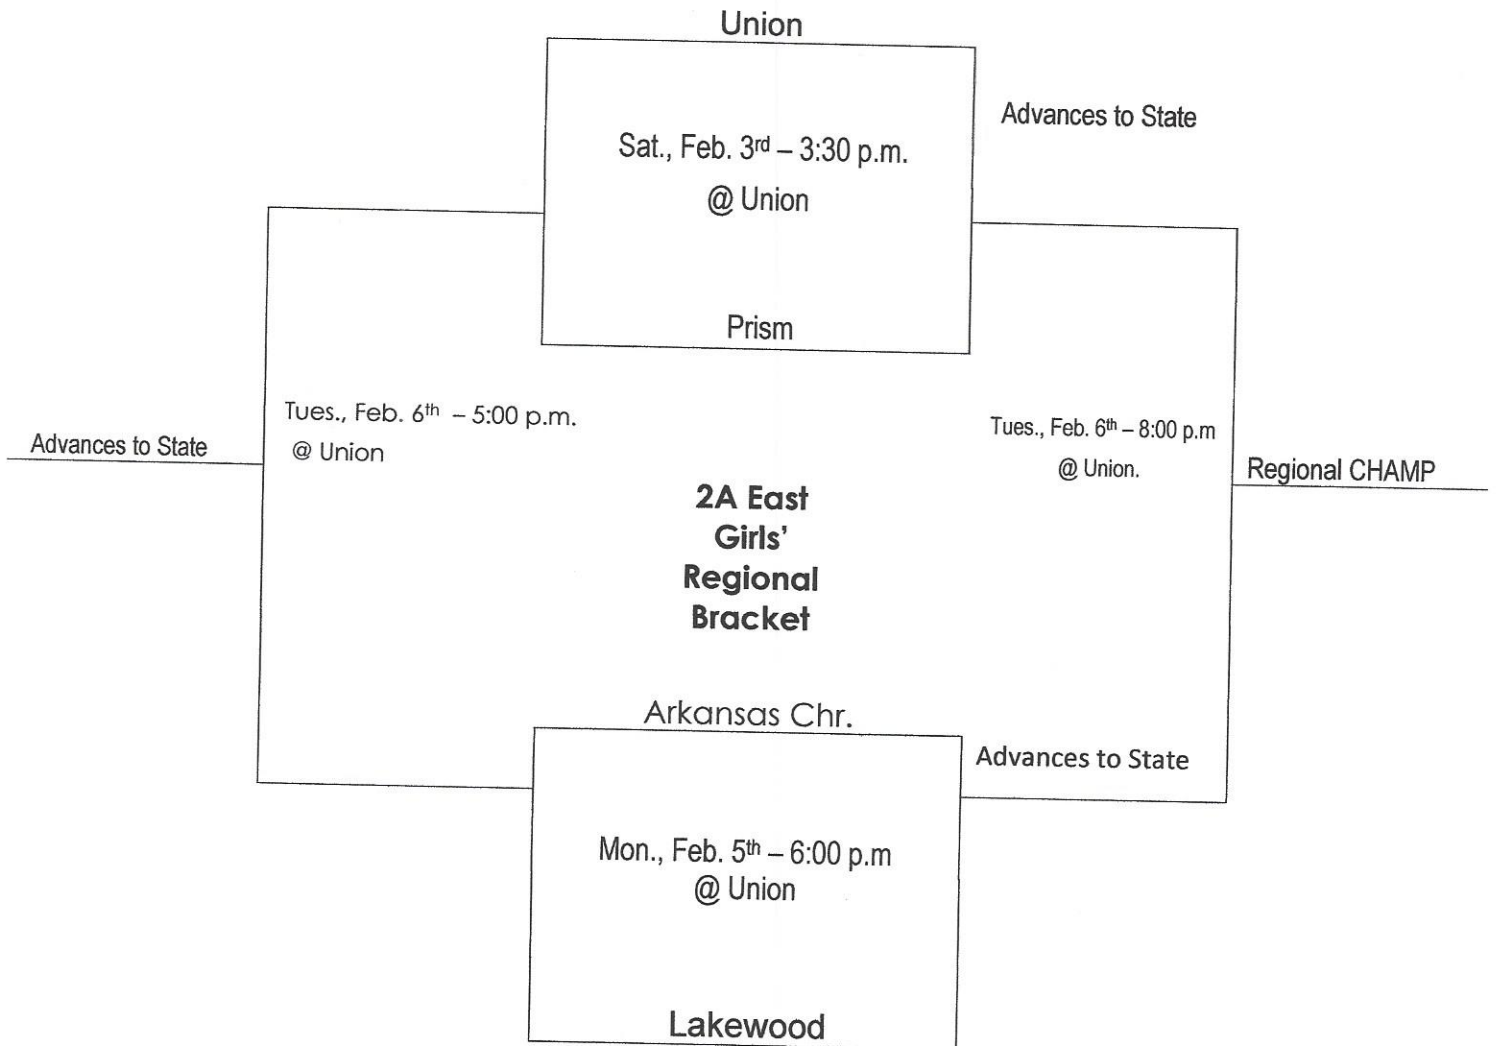 Union
Advances to State
Sat., Feb. 3rd – 3:30 p.m.
@ Union
Prism
Tues., Feb. 6th – 5:00 p.m.
@ Union
Advances to State
Tues., Feb. 6th – 8:00 p.m
@ Union.
Regional CHAMP
2A East
Girls'
Regional
Bracket
Arkansas Chr.
Advances to State
Mon., Feb. 5th – 6:00 p.m
@ Union
Lakewood